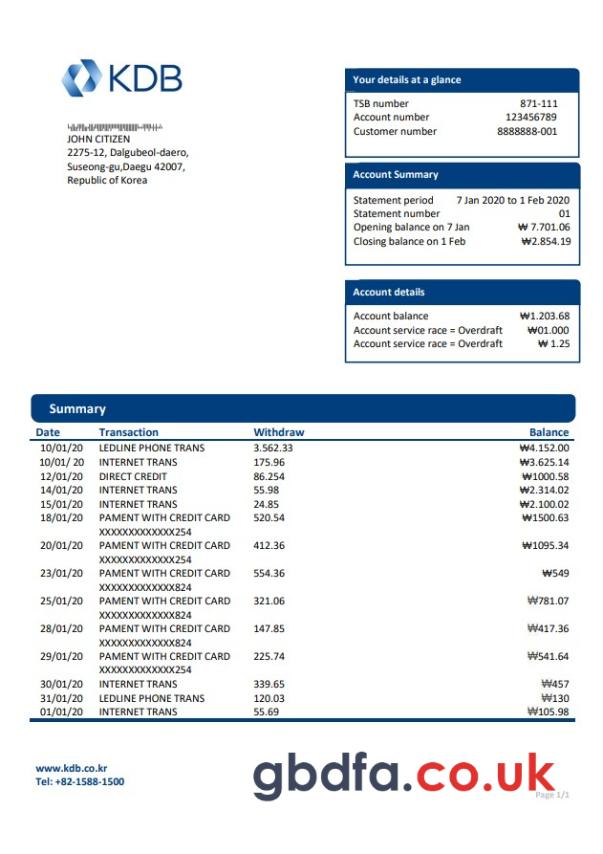 KDB
JOHN CITIZEN
2275-12, Dalgubeol-daero,
Suseong-gu,Daegu 42007,
Republic of Korea
Your details at a glance
TSB number 871-111
Account number 123456789
Customer number 8888888-001
Account Summary
Statement period 7 Jan 2020 to 1 Feb 2020
Statement number 01
Opening balance on 7 Jan ₩ 7.701.06
Closing balance on 1 Feb ₩2.854.19
Account details
Account balance ₩1.203.68
Account service race = Overdraft ₩01.000
Account service race = Overdraft ₩ 1.25
Summary
Date Transaction Withdraw Balance
10/01/20 LEDLINE PHONE TRANS 3.562.33 ₩4.152.00
10/01/ 20 INTERNET TRANS 175.96 ₩3.625.14
12/01/20 DIRECT CREDIT 86.254 ₩1000.58
14/01/20 INTERNET TRANS 55.98 ₩2.314.02
15/01/20 INTERNET TRANS 24.85 ₩2.100.02
18/01/20 PAMENT WITH CREDIT CARD 520.54 ₩1500.63
XXXXXXXXXXXXX254
20/01/20 PAMENT WITH CREDIT CARD 412.36 ₩1095.34
XXXXXXXXXXXXX254
23/01/20 PAMENT WITH CREDIT CARD 554.36 ₩549
XXXXXXXXXXXXX824
25/01/20 PAMENT WITH CREDIT CARD 321.06 ₩781.07
XXXXXXXXXXXXX824
28/01/20 PAMENT WITH CREDIT CARD 147.85 ₩417.36
XXXXXXXXXXXXX824
29/01/20 PAMENT WITH CREDIT CARD 225.74 ₩541.64
XXXXXXXXXXXXX254
30/01/20 INTERNET TRANS 339.65 ₩457
31/01/20 LEDLINE PHONE TRANS 120.03 ₩130
01/01/20 INTERNET TRANS 55.69 ₩105.98
www.kdb.co.kr
Tel: +82-1588-1500
gbdfa.co.uk
Page 1/1